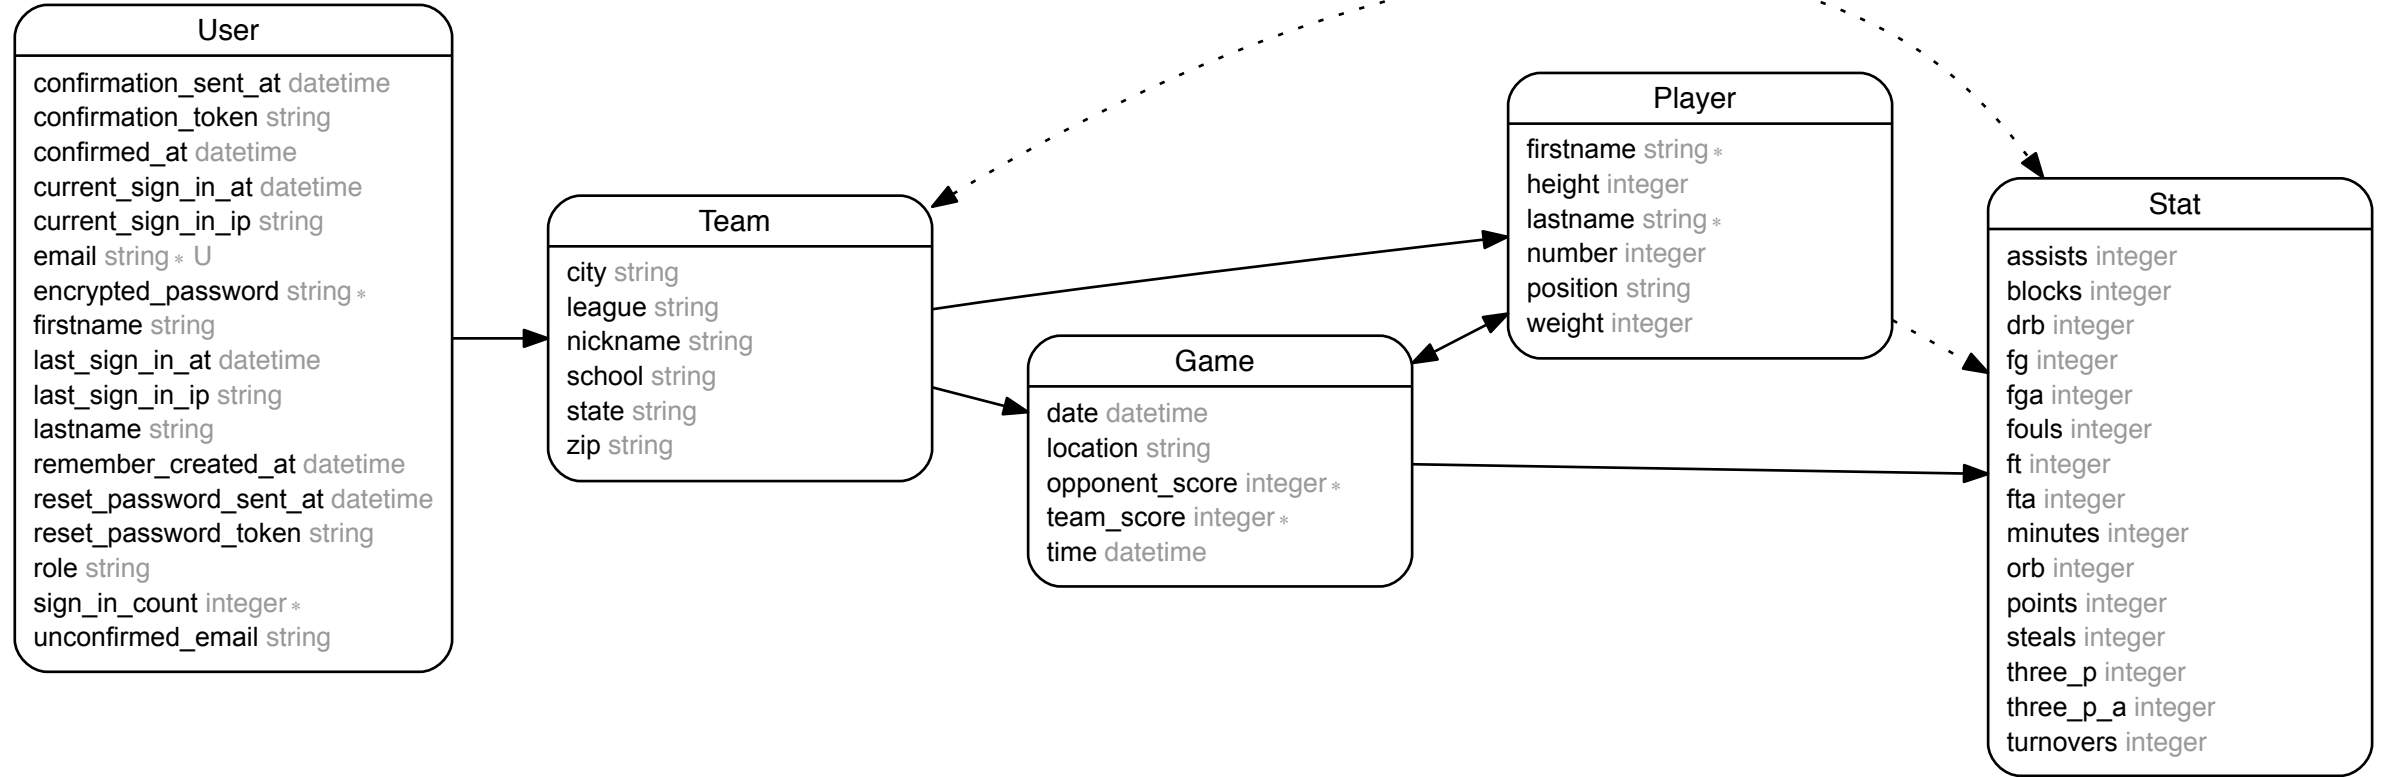 User
confirmation_sent_at datetime
confirmation_token string
confirmed_at datetime
current_sign_in_at datetime
current_sign_in_ip string
email string * U
encrypted_password string *
firstname string
last_sign_in_at datetime
last_sign_in_ip string
lastname string
remember_created_at datetime
reset_password_sent_at datetime
reset_password_token string
role string
sign_in_count integer *
unconfirmed_email string
Team
city string
league string
nickname string
school string
state string
zip string
Game
date datetime
location string
opponent_score integer *
team_score integer *
time datetime
Player
firstname string *
height integer
lastname string *
number integer
position string
weight integer
Stat
assists integer
blocks integer
drb integer
fg integer
fga integer
fouls integer
ft integer
fta integer
minutes integer
orb integer
points integer
steals integer
three_p integer
three_p_a integer
turnovers integer